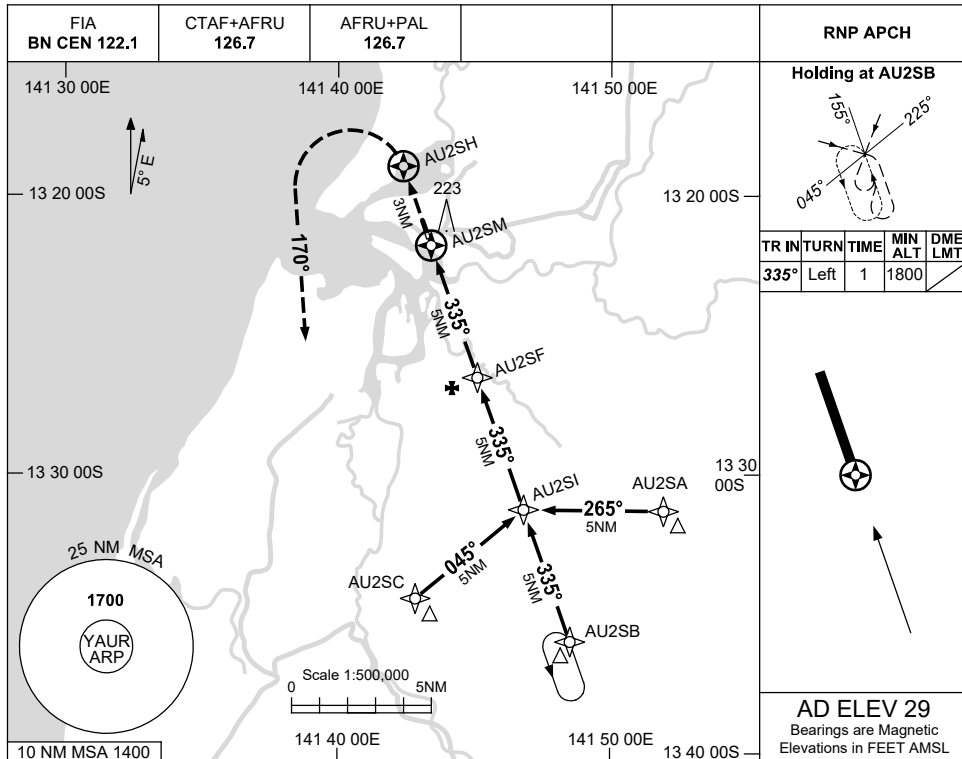 FIA
BN CEN 122.1
CTAF+AFRU
126.7
AFRU+PAL
126.7
RNP APCH
141 30 00E
141 40 00E
141 50 00E
5° E
13 20 00S
13 20 00S
AU2SH
223
3NM
AU2SM
170°
335°
5NM
AU2SF
335°
5NM
13 30 00S
13 30
00S
AU2SI
AU2SA
265°
5NM
045°
5NM
AU2SC
335°
5NM
AU2SB
25 NM MSA
1700
YAUR
ARP
10 NM MSA 1400
Scale 1:500,000
0
5NM
141 40 00E
141 50 00E
13 40 00S
Holding at AU2SB
155°
225°
045°
TR IN TURN TIME MIN ALT DME LMT
335° Left 1 1800
AD ELEV 29
Bearings are Magnetic
Elevations in FEET AMSL